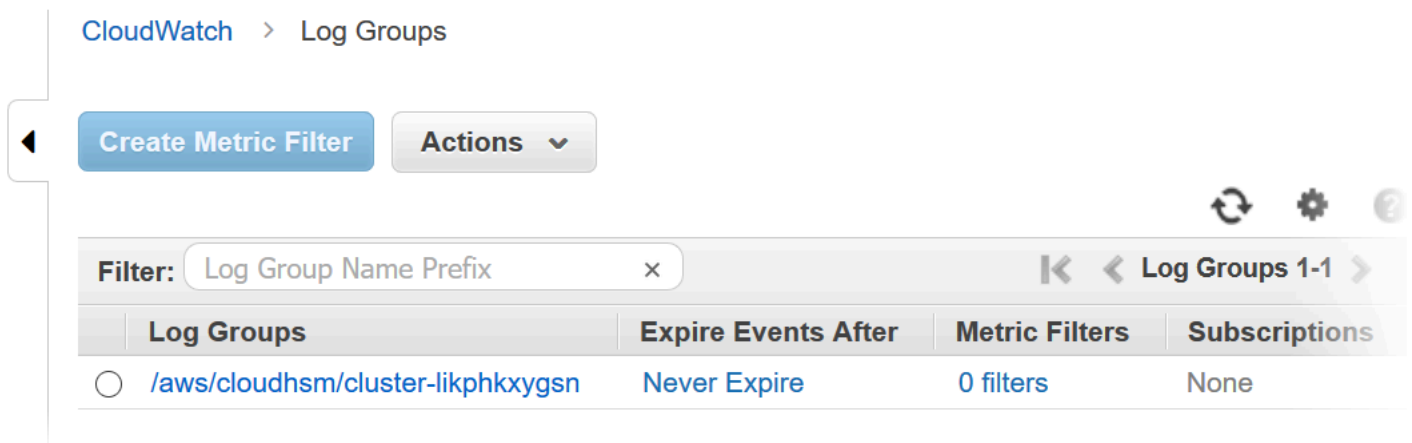 CloudWatch > Log Groups
Create Metric Filter Actions
Filter: Log Group Name Prefix × Log Groups 1-1
Log Groups Expire Events After Metric Filters Subscriptions
/aws/cloudhsm/cluster-likphkxygsn Never Expire 0 filters None